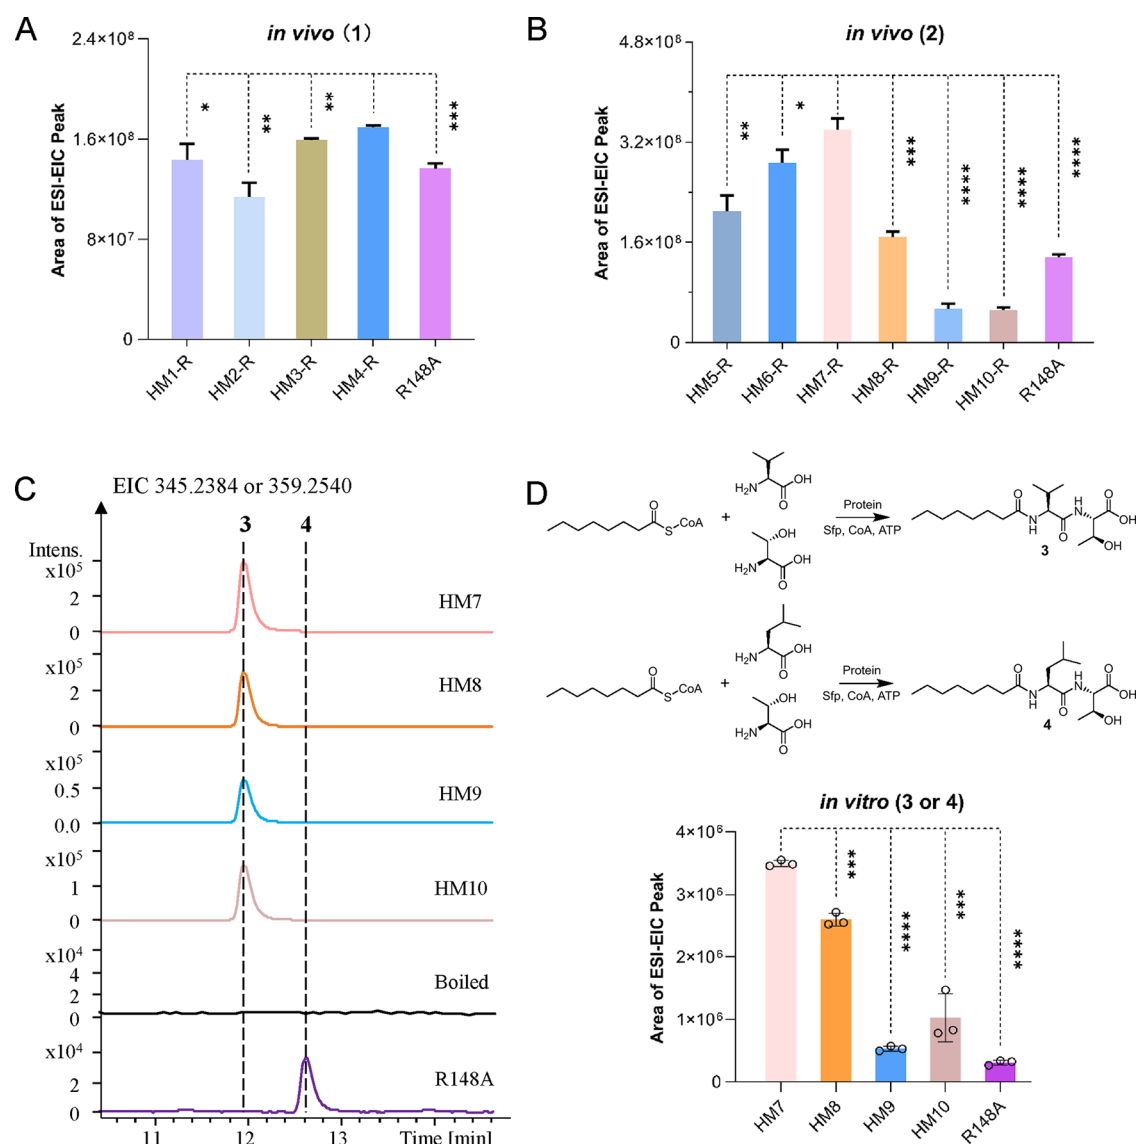 A
in vivo (1)
Area of ESI-EIC Peak
2.4×10⁸
1.6×10⁸
8×10⁷
0
*
**
**
***
HM1-R
HM2-R
HM3-R
HM4-R
R148A
B
in vivo (2)
Area of ESI-EIC Peak
4.8×10⁸
3.2×10⁸
1.6×10⁸
0
**
*
***
****
****
****
HM5-R
HM6-R
HM7-R
HM8-R
HM9-R
HM10-R
R148A
C
EIC 345.2384 or 359.2540
3 4
Intens.
x10⁵
2
0
HM7
x10⁵
2
0
HM8
x10⁵
0.5
0.0
HM9
x10⁵
1
0
HM10
x10⁴
4
2
0
Boiled
x10⁴
2
0
R148A
11 12 13 Time [min]
D
O
S
CoA
+
H₂N
OH
O
OH
H₂N
OH
O
Protein
Sfp, CoA, ATP
O
N
H
O
H
N
O
OH
OH
3
O
S
CoA
+
H₂N
OH
O
OH
H₂N
OH
O
Protein
Sfp, CoA, ATP
O
N
H
O
H
N
O
OH
OH
4
in vitro (3 or 4)
Area of ESI-EIC Peak
4×10⁶
3×10⁶
2×10⁶
1×10⁶
0
***
****
***
****
HM7
HM8
HM9
HM10
R148A